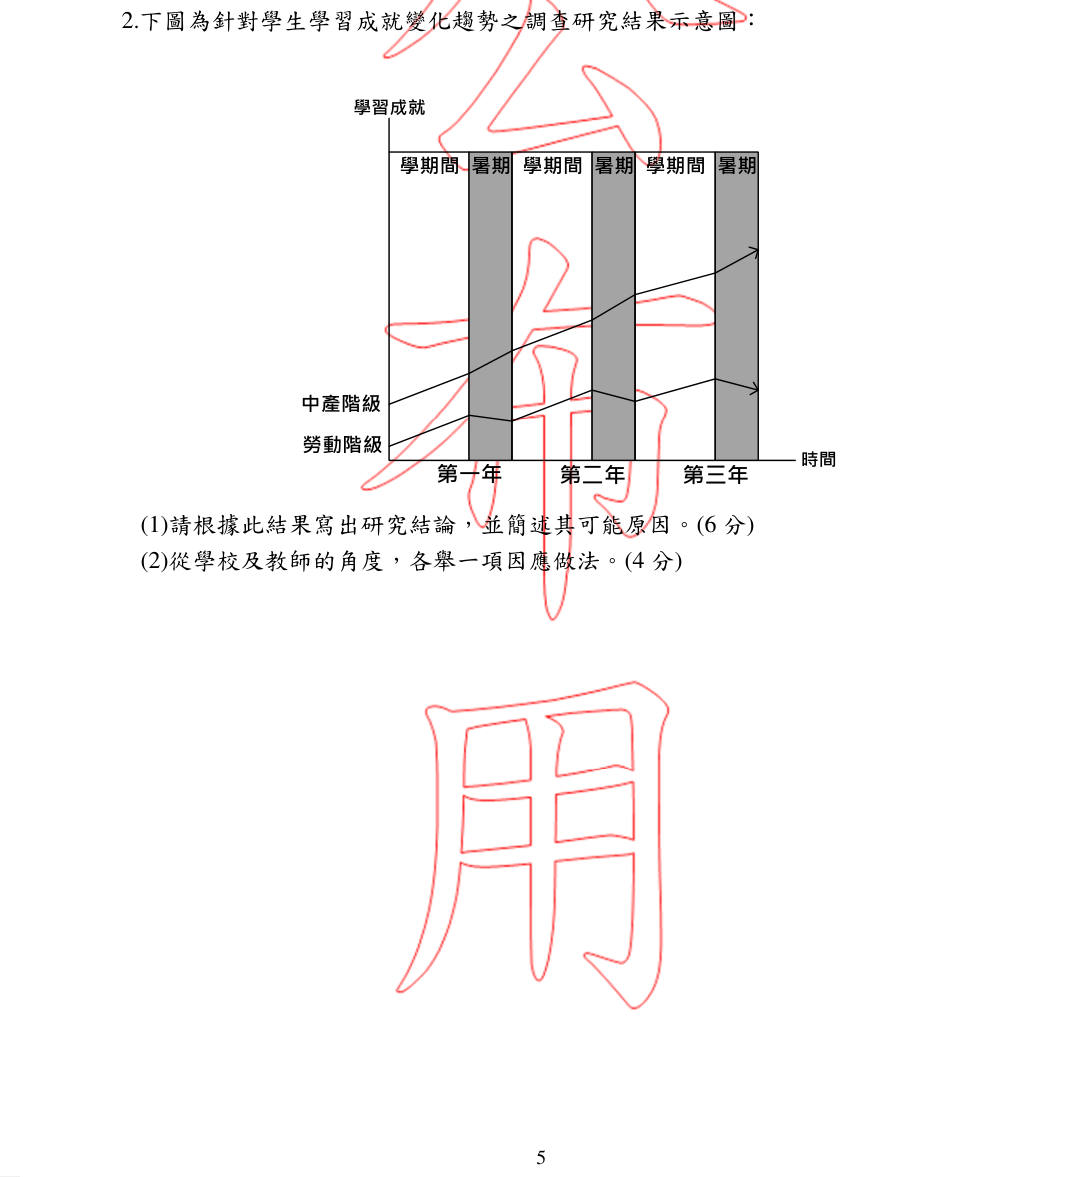 2.下圖為針對學生學習成就變化趨勢之調查研究結果示意圖：
學習成就
學期間 暑期 學期間 暑期 學期間 暑期
中產階級
勞動階級
時間
第一年 第二年 第三年
(1)請根據此結果寫出研究結論，並簡述其可能原因。(6 分)
(2)從學校及教師的角度，各舉一項因應做法。(4 分)
公
布
用
5